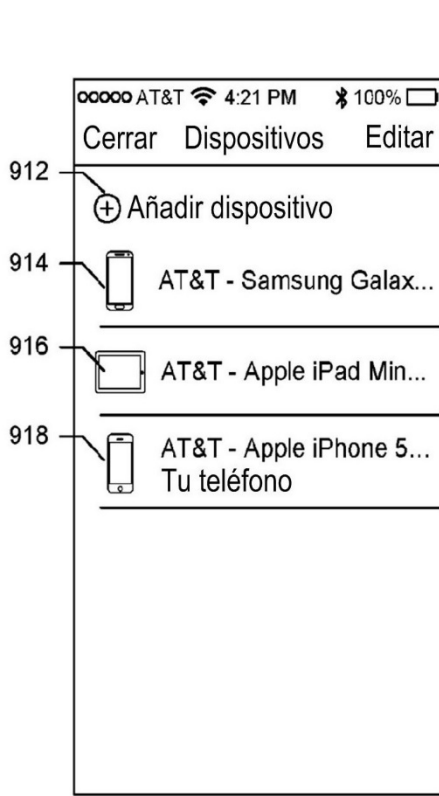 ooooo AT&T 4:21 PM 100%
Cerrar Dispositivos Editar
912
Añadir dispositivo
914
AT&T - Samsung Galax...
916
AT&T - Apple iPad Min...
918
AT&T - Apple iPhone 5...
Tu teléfono